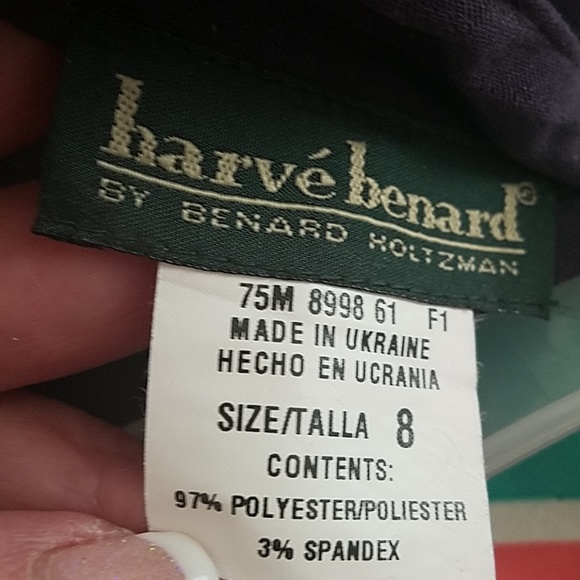 harvé benard®
BY BENARD HOLTZMAN
75M 8998 61 F1
MADE IN UKRAINE
HECHO EN UCRANIA
SIZE/TALLA 8
CONTENTS:
97% POLYESTER/POLIESTER
3% SPANDEX